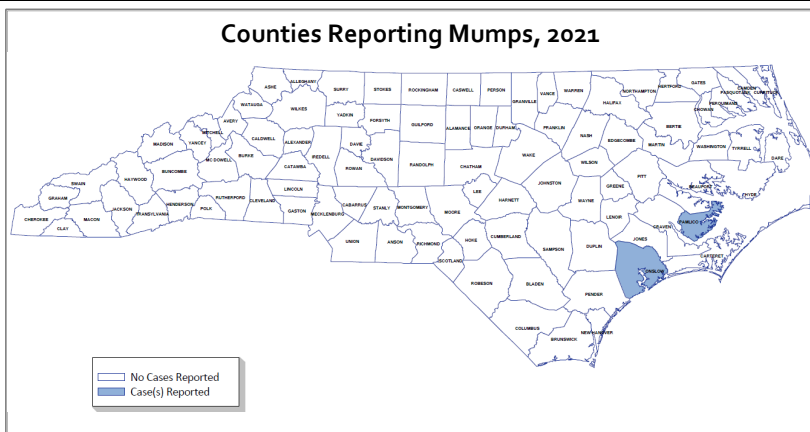 Counties Reporting Mumps, 2021
ALLEGHANY
ASHE
SURRY
STOKES
ROCKINGHAM
CASWELL
PERSON
GRANVILLE
VANCE
WARREN
HALIFAX
NORTHAMPTON
HERTFORD
GATES
CAMDEN
PASQUOTANK
CURRITUCK
PERQUIMANS
CHOWAN
WATAUGA
WILKES
YADKIN
FORSYTH
GUILFORD
ALAMANCE
ORANGE
DURHAM
FRANKLIN
NASH
EDGECOMBE
BERTIE
MARTIN
WASHINGTON
TYRRELL
DARE
MITCHELL
AVERY
YANCEY
MADISON
CALDWELL
ALEXANDER
IREDELL
DAVIE
DAVIDSON
ROWAN
RANDOLPH
CHATHAM
WAKE
WILSON
PITT
BEAUFORT
HYDE
MC DOWELL
BURKE
CATAWBA
BUNCOMBE
HAYWOOD
SWAIN
GRAHAM
CHEROKEE
CLAY
MACON
JACKSON
TRANSYLVANIA
HENDERSON
POLK
RUTHERFORD
CLEVELAND
LINCOLN
GASTON
MECKLENBURG
CABARRUS
STANLY
MONTGOMERY
MOORE
LEE
HARNETT
JOHNSTON
WAYNE
GREENE
LENOIR
CRAVEN
PAMLICO
JONES
CARTERET
ONSLOW
DUPLIN
SAMPSON
CUMBERLAND
HOKE
SCOTLAND
RICHMOND
ANSON
UNION
ROBESON
BLADEN
PENDER
COLUMBUS
BRUNSWICK
NEW HANOVER
No Cases Reported
Case(s) Reported